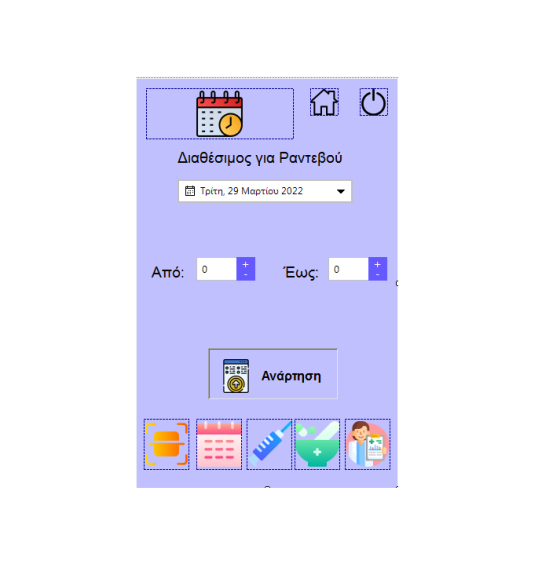 Διαθέσιμος για Ραντεβού
Τρίτη, 29 Μαρτίου 2022
Από: 0 + - Έως: 0 + -
Ανάρτηση